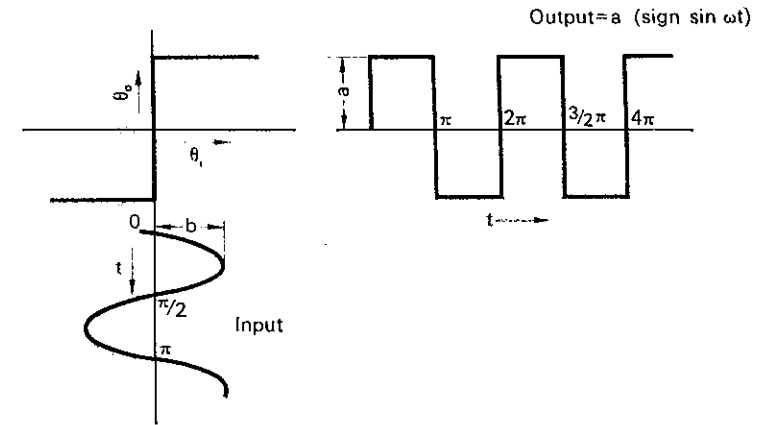 Output=a (sign sin ωt)
θₒ
θᵢ
a
π
2π
3/2π
4π
t
0
b
t
π/2
Input
π